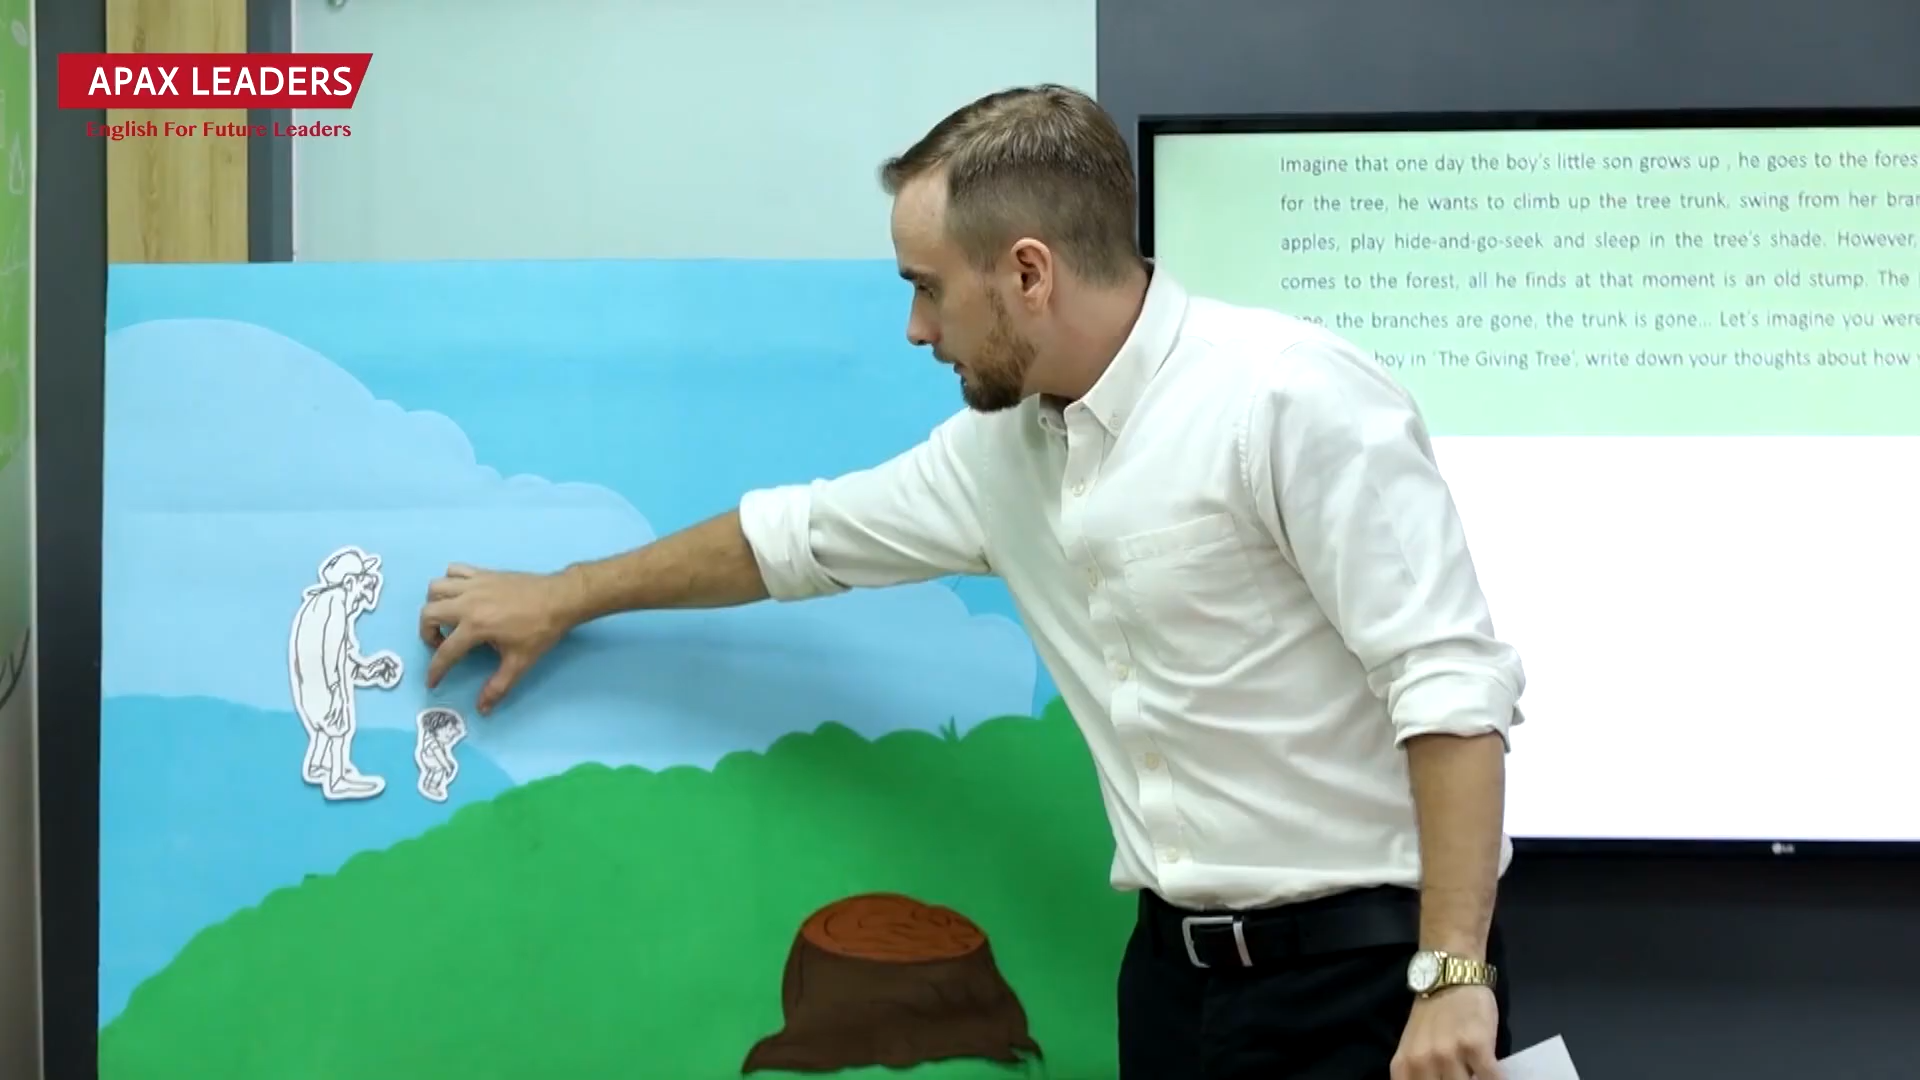 APAX LEADERS
English For Future Leaders
Imagine that one day the boy's little son grows up , he goes to the
for the tree, he wants to climb up the tree trunk, swing from her
apples, play hide-and-go-seek and sleep in the tree's shade. However,
comes to the forest, all he finds at that moment is an old stump. The
the branches are gone, the trunk is gone... Let's imagine you were
boy in 'The Giving Tree', write down your thoughts about how
LG